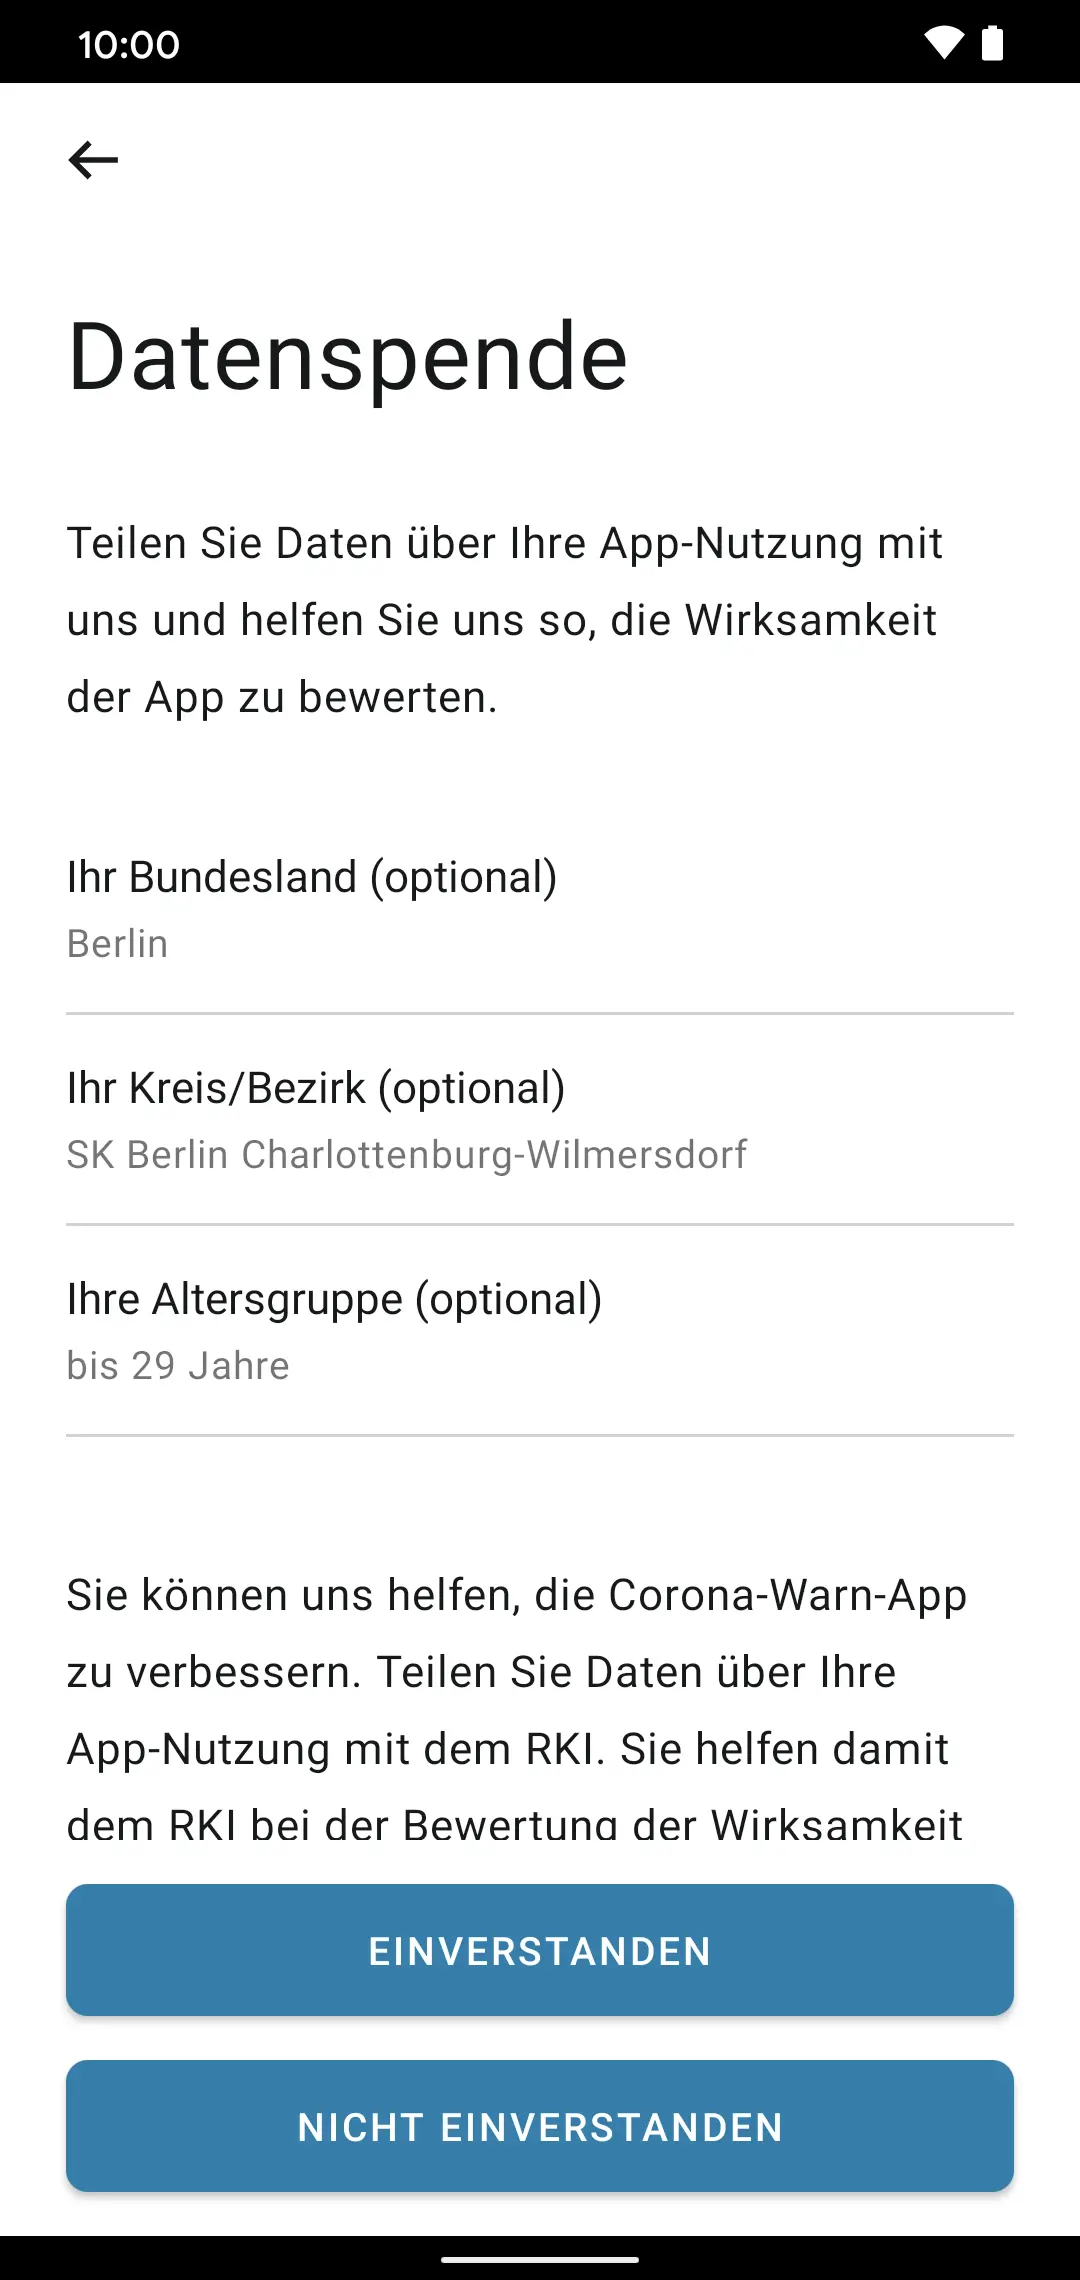 10:00
Datenspende
Teilen Sie Daten über Ihre App-Nutzung mit
uns und helfen Sie uns so, die Wirksamkeit
der App zu bewerten.
Ihr Bundesland (optional)
Berlin
Ihr Kreis/Bezirk (optional)
SK Berlin Charlottenburg-Wilmersdorf
Ihre Altersgruppe (optional)
bis 29 Jahre
Sie können uns helfen, die Corona-Warn-App
zu verbessern. Teilen Sie Daten über Ihre
App-Nutzung mit dem RKI. Sie helfen damit
dem RKI bei der Bewertung der Wirksamkeit
EINVERSTANDEN
NICHT EINVERSTANDEN